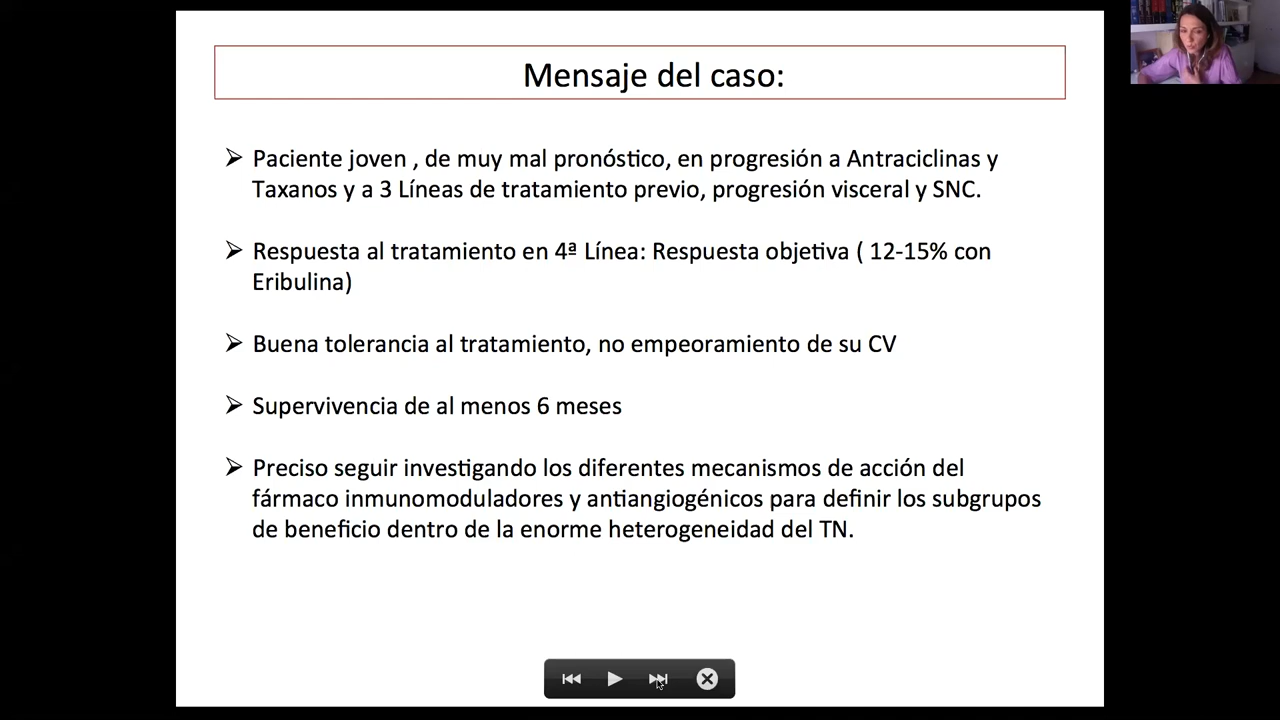 Mensaje del caso:
Paciente joven , de muy mal pronóstico, en progresión a Antraciclinas y
Taxanos y a 3 Líneas de tratamiento previo, progresión visceral y SNC.
Respuesta al tratamiento en 4ª Línea: Respuesta objetiva ( 12-15% con
Eribulina)
Buena tolerancia al tratamiento, no empeoramiento de su CV
Supervivencia de al menos 6 meses
Preciso seguir investigando los diferentes mecanismos de acción del
fármaco inmunomoduladores y antiangiogénicos para definir los subgrupos
de beneficio dentro de la enorme heterogeneidad del TN.